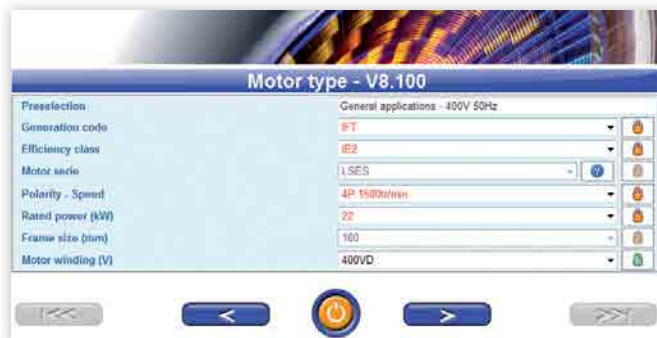 Motor type - V8.100
Preselection General applications - 400V 50Hz
Generation code IFT
Efficiency class IE2
Motor serie LSES
Polarity - Speed 4P 1500tr/min
Rated power (kW) 22
Frame size (mm) 180
Motor winding (V) 400VD
|<< < > >>|